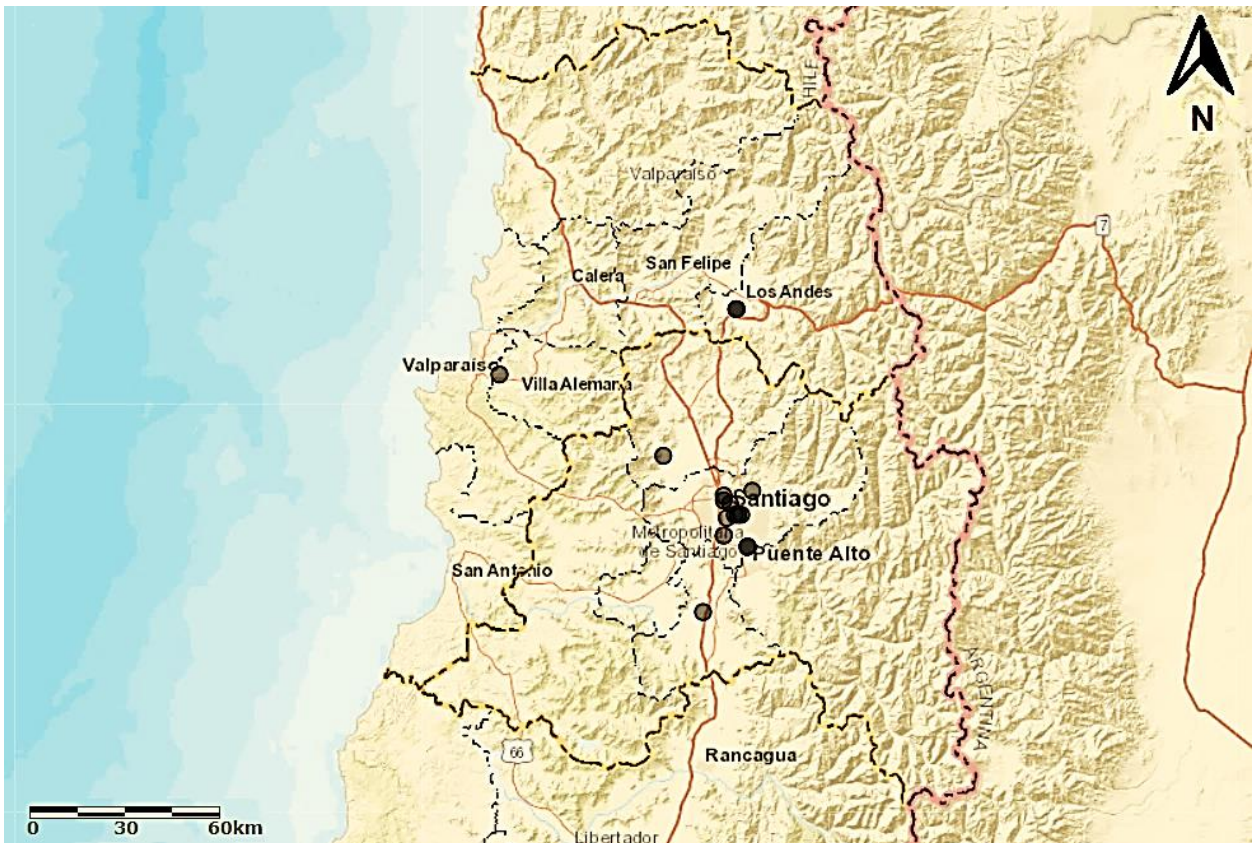 N
HILE
Valparaíso
7
San Felipe
Calera
Los Andes
Valparaíso
Villa Alemana
Santiago
Metropolitana
de Santiago
Puente Alto
San Antonio
ARGENTINA
66
Rancagua
0 30 60km
Libertador